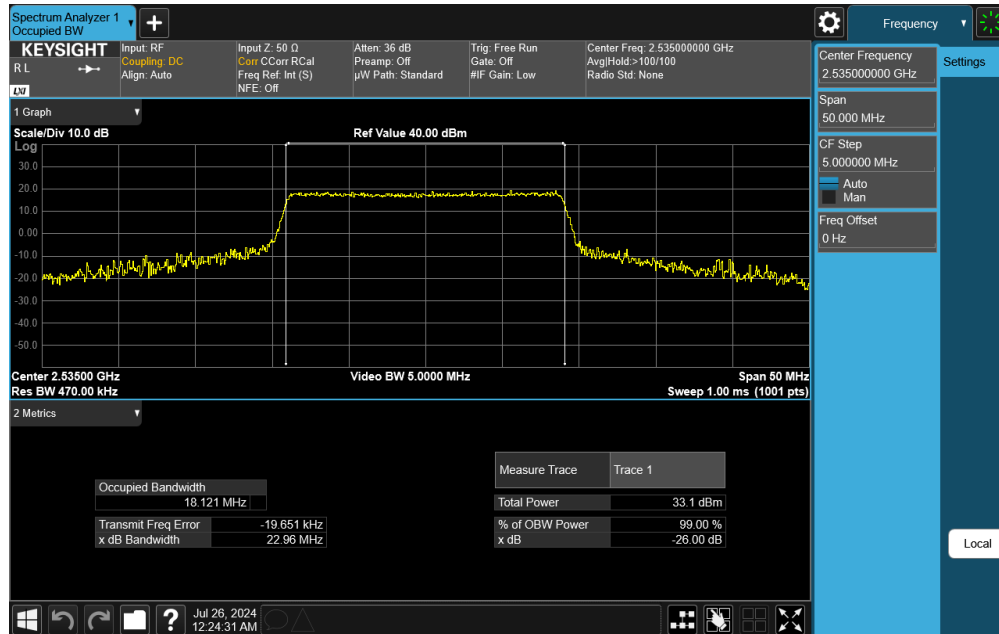 Spectrum Analyzer 1
Occupied BW
Frequency
KEYSIGHT
RL
LXI
Input: RF
Coupling: DC
Align: Auto
Input Z: 50 Ω
Corr CCorr RCal
Freq Ref: Int (S)
NFE: Off
Atten: 36 dB
Preamp: Off
µW Path: Standard
Trig: Free Run
Gate: Off
#IF Gain: Low
Center Freq: 2.535000000 GHz
Avg|Hold:>100/100
Radio Std: None
Center Frequency
2.535000000 GHz
Settings
Span
50.000 MHz
CF Step
5.000000 MHz
Auto
Man
Freq Offset
0 Hz
Local
1 Graph
Scale/Div 10.0 dB
Ref Value 40.00 dBm
Log
30.0
20.0
10.0
0.00
-10.0
-20.0
-30.0
-40.0
-50.0
Center 2.53500 GHz
Video BW 5.0000 MHz
Span 50 MHz
Res BW 470.00 kHz
Sweep 1.00 ms (1001 pts)
2 Metrics
Measure Trace Trace 1
Occupied Bandwidth
18.121 MHz
Total Power 33.1 dBm
Transmit Freq Error -19.651 kHz
% of OBW Power 99.00 %
x dB Bandwidth 22.96 MHz
x dB -26.00 dB
?
Jul 26, 2024
12:24:31 AM